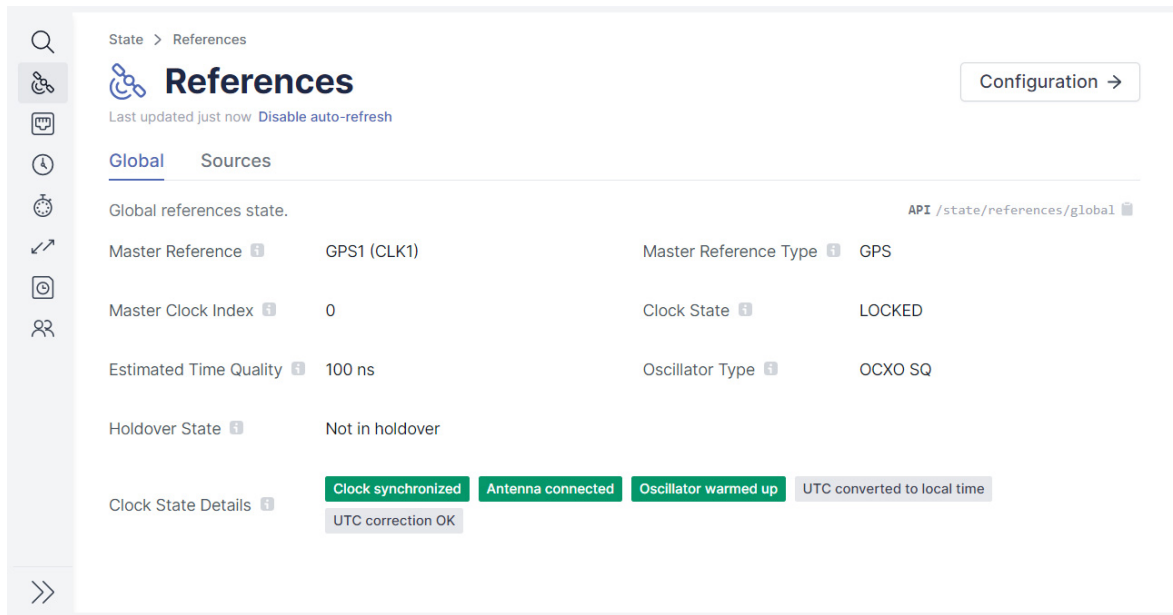 State > References
References
Configuration →
Last updated just now Disable auto-refresh
Global Sources
Global references state. API /state/references/global
Master Reference GPS1 (CLK1) Master Reference Type GPS
Master Clock Index 0 Clock State LOCKED
Estimated Time Quality 100 ns Oscillator Type OCXO SQ
Holdover State Not in holdover
Clock State Details Clock synchronized Antenna connected Oscillator warmed up UTC converted to local time
UTC correction OK